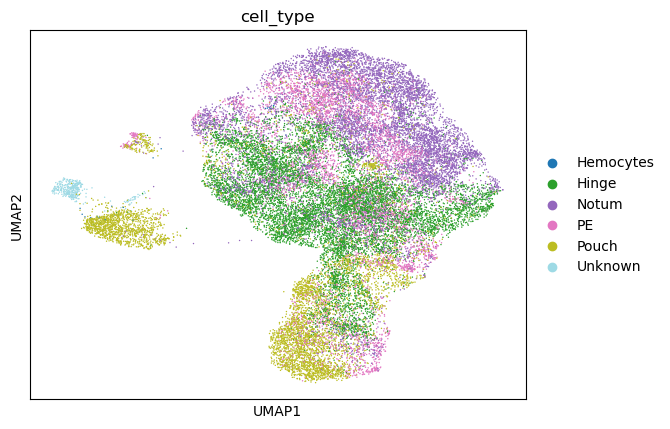 cell_type
UMAP2
UMAP1
Hemocytes
Hinge
Notum
PE
Pouch
Unknown